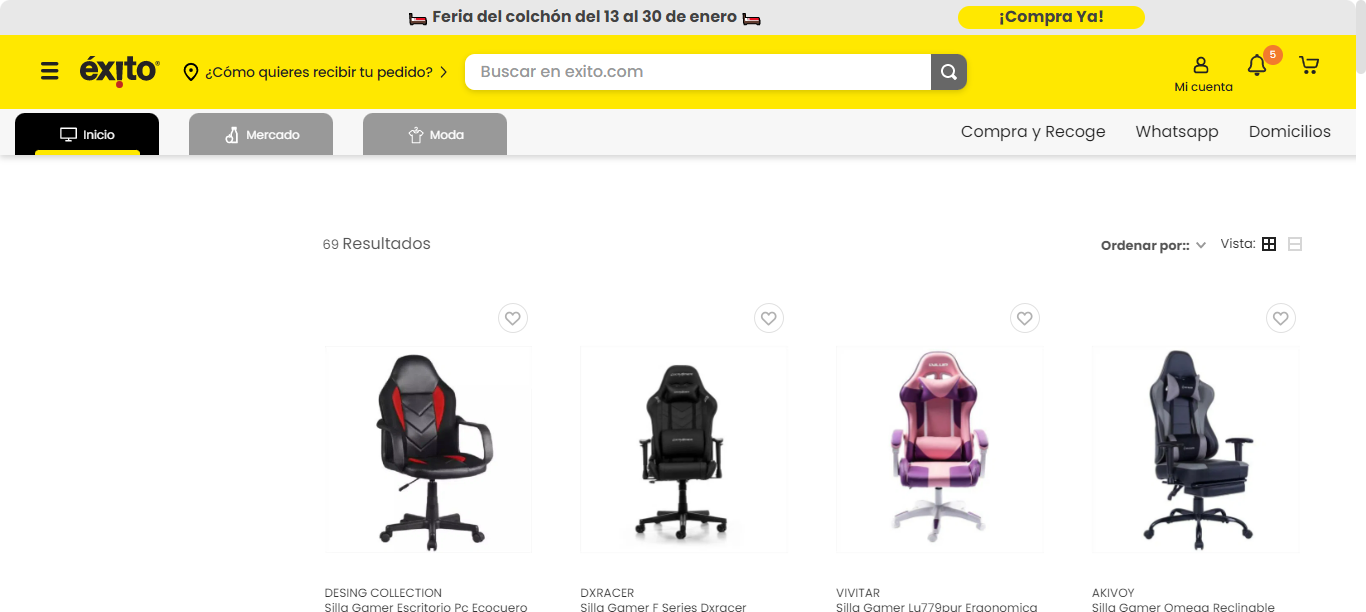 Feria del colchón del 13 al 30 de enero
¡Compra Ya!
éxito
¿Cómo quieres recibir tu pedido?
Buscar en exito.com
Mi cuenta
5
Inicio
Mercado
Moda
Compra y Recoge
Whatsapp
Domicilios
69 Resultados
Ordenar por::
Vista:
DESING COLLECTION
Silla Gamer Escritorio Pc Ecocuero
DXRACER
Silla Gamer F Series Dxracer
VIVITAR
Silla Gamer Lu779pur Ergonomica
AKIVOY
Silla Gamer Omega Reclinable